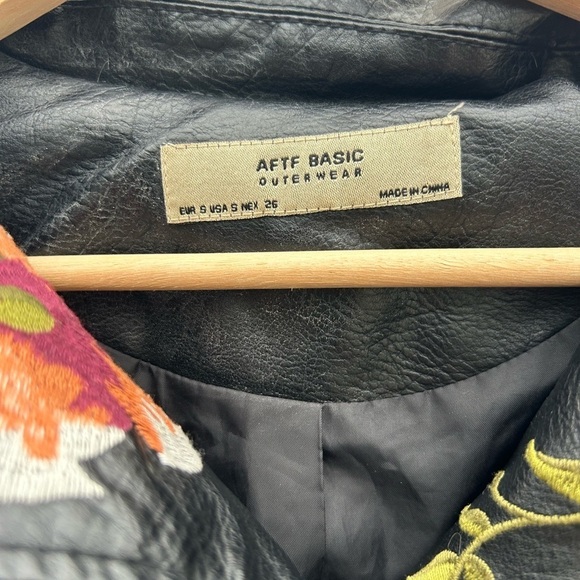 AFTF BASIC
OUTERWEAR
EUR S USA S MEX 26
MADE IN CHINA